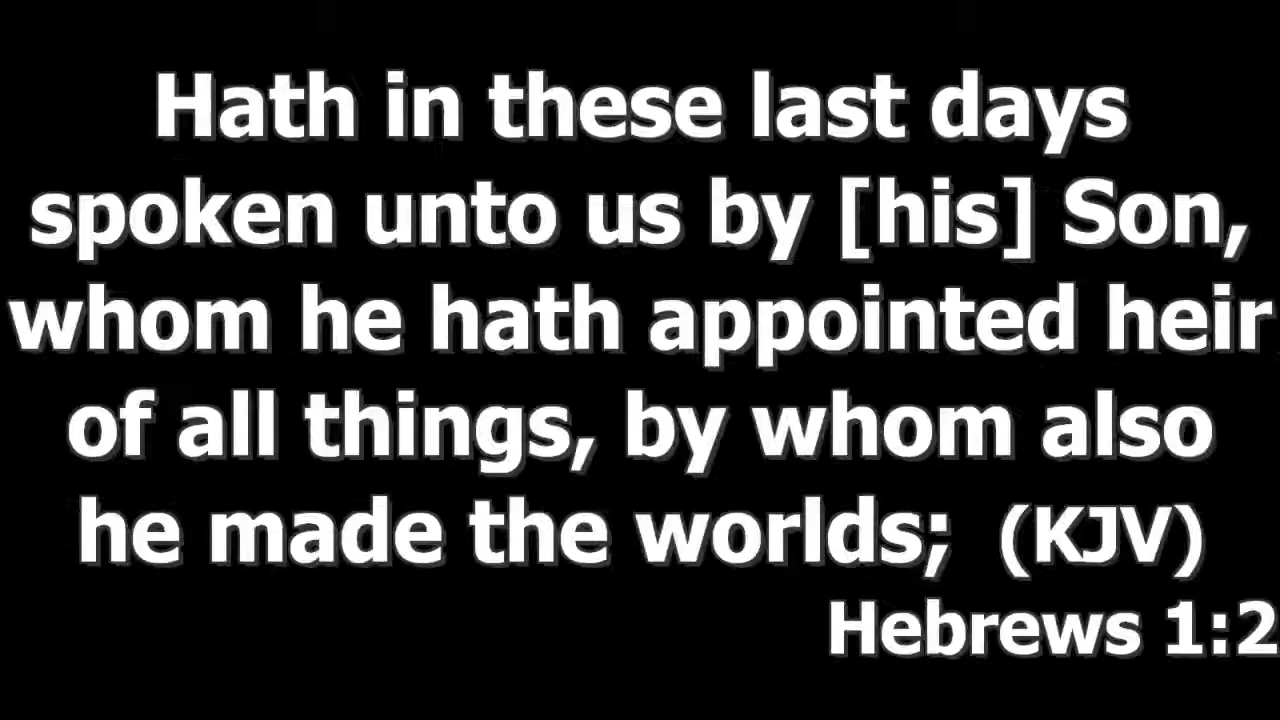 Hath in these last days
spoken unto us by [his] Son,
whom he hath appointed heir
of all things, by whom also
he made the worlds; (KJV)
Hebrews 1:2